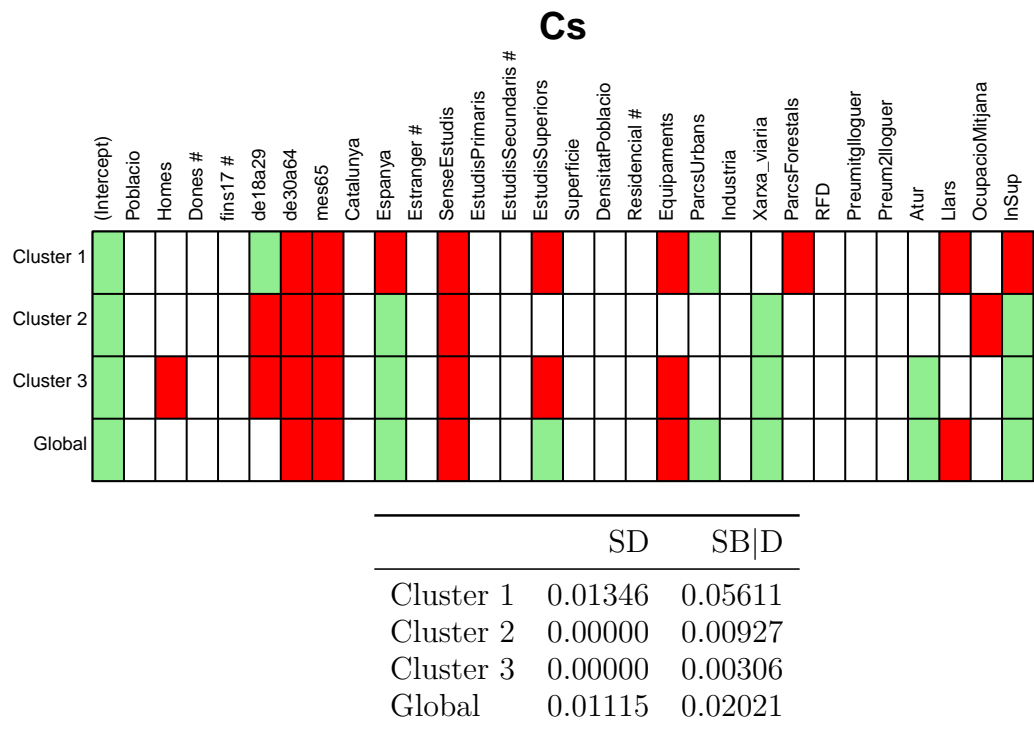 Cs
(Intercept)
Poblacio
Homes
Dones #
fins17 #
de18a29
de30a64
mes65
Catalunya
Espanya
Estranger #
SenseEstudis
EstudisPrimaris
EstudisSecundaris #
EstudisSuperiors
Superficie
DensitatPoblacio
Residencial #
Equipaments
ParcsUrbans
Industria
Xarxa_viaria
ParcsForestals
RFD
Preumitglloguer
Preum2lloguer
Atur
Llars
OcupacioMitjana
InSup
Cluster 1
Cluster 2
Cluster 3
Global
SD SB|D
Cluster 1 0.01346 0.05611
Cluster 2 0.00000 0.00927
Cluster 3 0.00000 0.00306
Global 0.01115 0.02021